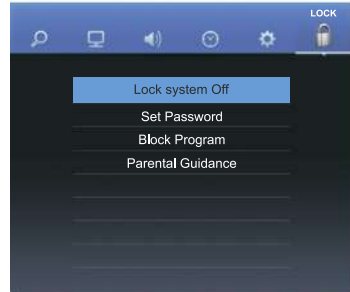 LOCK
Lock system Off
Set Password
Block Program
Parental Guidance